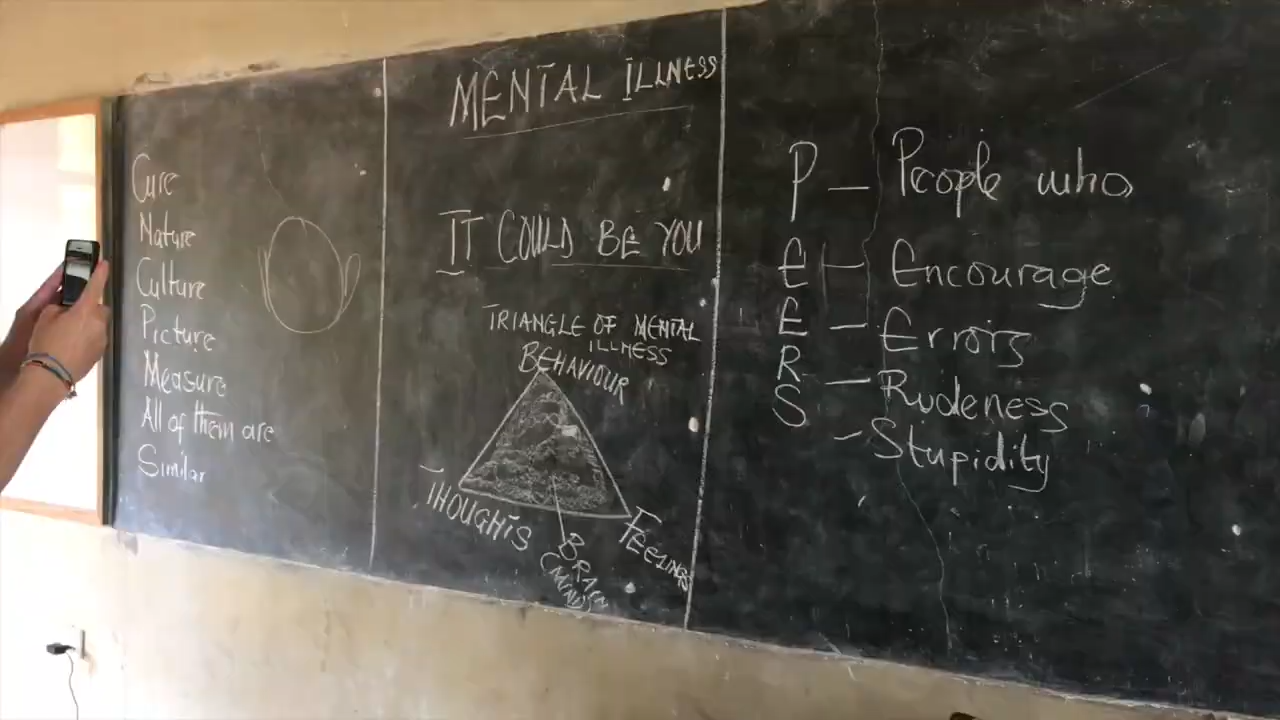 Cure
Nature
Culture
Picture
Measure
All of them are
Similar
MENTAL ILLNESS
IT COULD BE YOU
TRIANGLE OF MENTAL
ILLNESS
BEHAVIOUR
THOUGHTS
BRAIN
(MIND)
FEELINGS
P – People who
E – Encourage
E – Errors
R – Rudeness
S – Stupidity